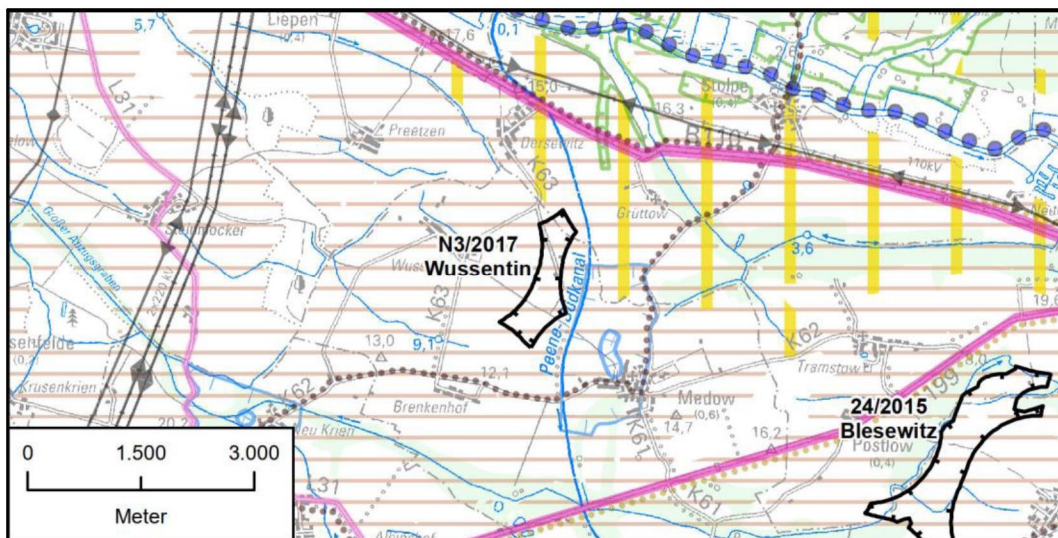 Liepen
(0,4)
17,6
0,1
5,7
L31
15,0
16,3
2,6
Stolpe
(0,4)
B110
110kV
Preetzen
Dersewitz
K63
Grüttow
Steinmocker
Großer Abzugsgraben
2x220 kV
N3/2017
Wussentin
K63
Peene-Südkanal
3,6
19,6
13,0
9,1
K62
12,1
Brenkenhof
Tramstow
8,0
199
Krusenkrien
(0,2)
K62
Neu Krien
20,2
Medow
(0,6)
14,7
K61
16,2
24/2015
Blesewitz
Postlow
(0,4)
K61
L31
0
1.500
3.000
Meter